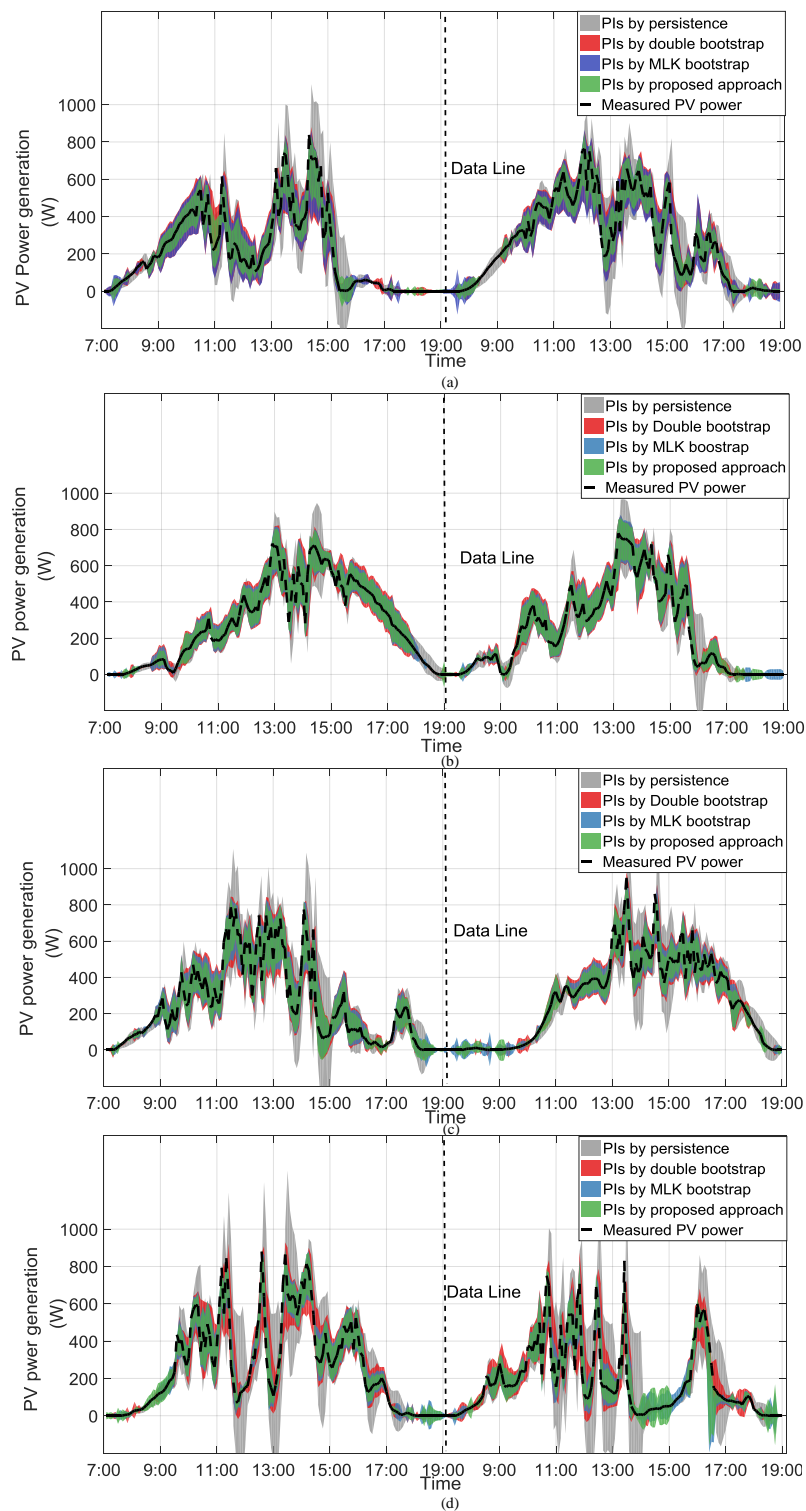 PIs by persistence
PIs by double bootstrap
PIs by MLK bootstrap
PIs by proposed approach
Measured PV power
PV Power generation
(W)
1000
800
600
400
200
0
Data Line
7:00 9:00 11:00 13:00 15:00 17:00 19:00 9:00 11:00 13:00 15:00 17:00 19:00
Time
(a)
PIs by persistence
PIs by Double bootstrap
PIs by MLK boostrap
PIs by proposed approach
Measured PV power
PV power generation
(W)
1000
800
600
400
200
0
Data Line
7:00 9:00 11:00 13:00 15:00 17:00 19:00 9:00 11:00 13:00 15:00 17:00 19:00
Time
(b)
PIs by persistence
PIs by Double bootstrap
PIs by MLK bootstrap
PIs by proposed approach
Measured PV power
PV power generation
(W)
1000
800
600
400
200
0
Data Line
7:00 9:00 11:00 13:00 15:00 17:00 19:00 9:00 11:00 13:00 15:00 17:00 19:00
Time
(c)
PIs by persistence
PIs by double bootstrap
PIs by MLK bootstrap
PIs by proposed approach
Measured PV power
PV pwer generation
(W)
1000
800
600
400
200
0
Data Line
7:00 9:00 11:00 13:00 15:00 17:00 19:00 9:00 11:00 13:00 15:00 17:00 19:00
Time
(d)